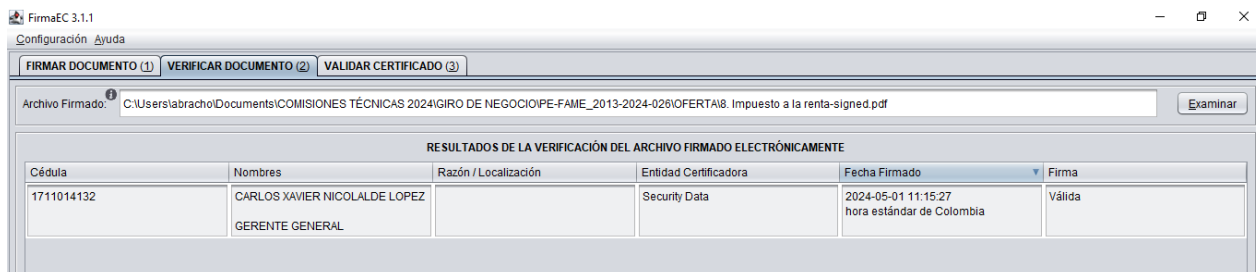 FirmaEC 3.1.1
Configuración Ayuda
FIRMAR DOCUMENTO (1) VERIFICAR DOCUMENTO (2) VALIDAR CERTIFICADO (3)
Archivo Firmado: C:\Users\abracho\Documents\COMISIONES TÉCNICAS 2024\GIRO DE NEGOCIO\PE-FAME_2013-2024-026\OFERTA\8. Impuesto a la renta-signed.pdf Examinar
RESULTADOS DE LA VERIFICACIÓN DEL ARCHIVO FIRMADO ELECTRÓNICAMENTE
Cédula Nombres Razón / Localización Entidad Certificadora Fecha Firmado Firma
1711014132 CARLOS XAVIER NICOLALDE LOPEZ Security Data 2024-05-01 11:15:27 Válida
hora estándar de Colombia
GERENTE GENERAL